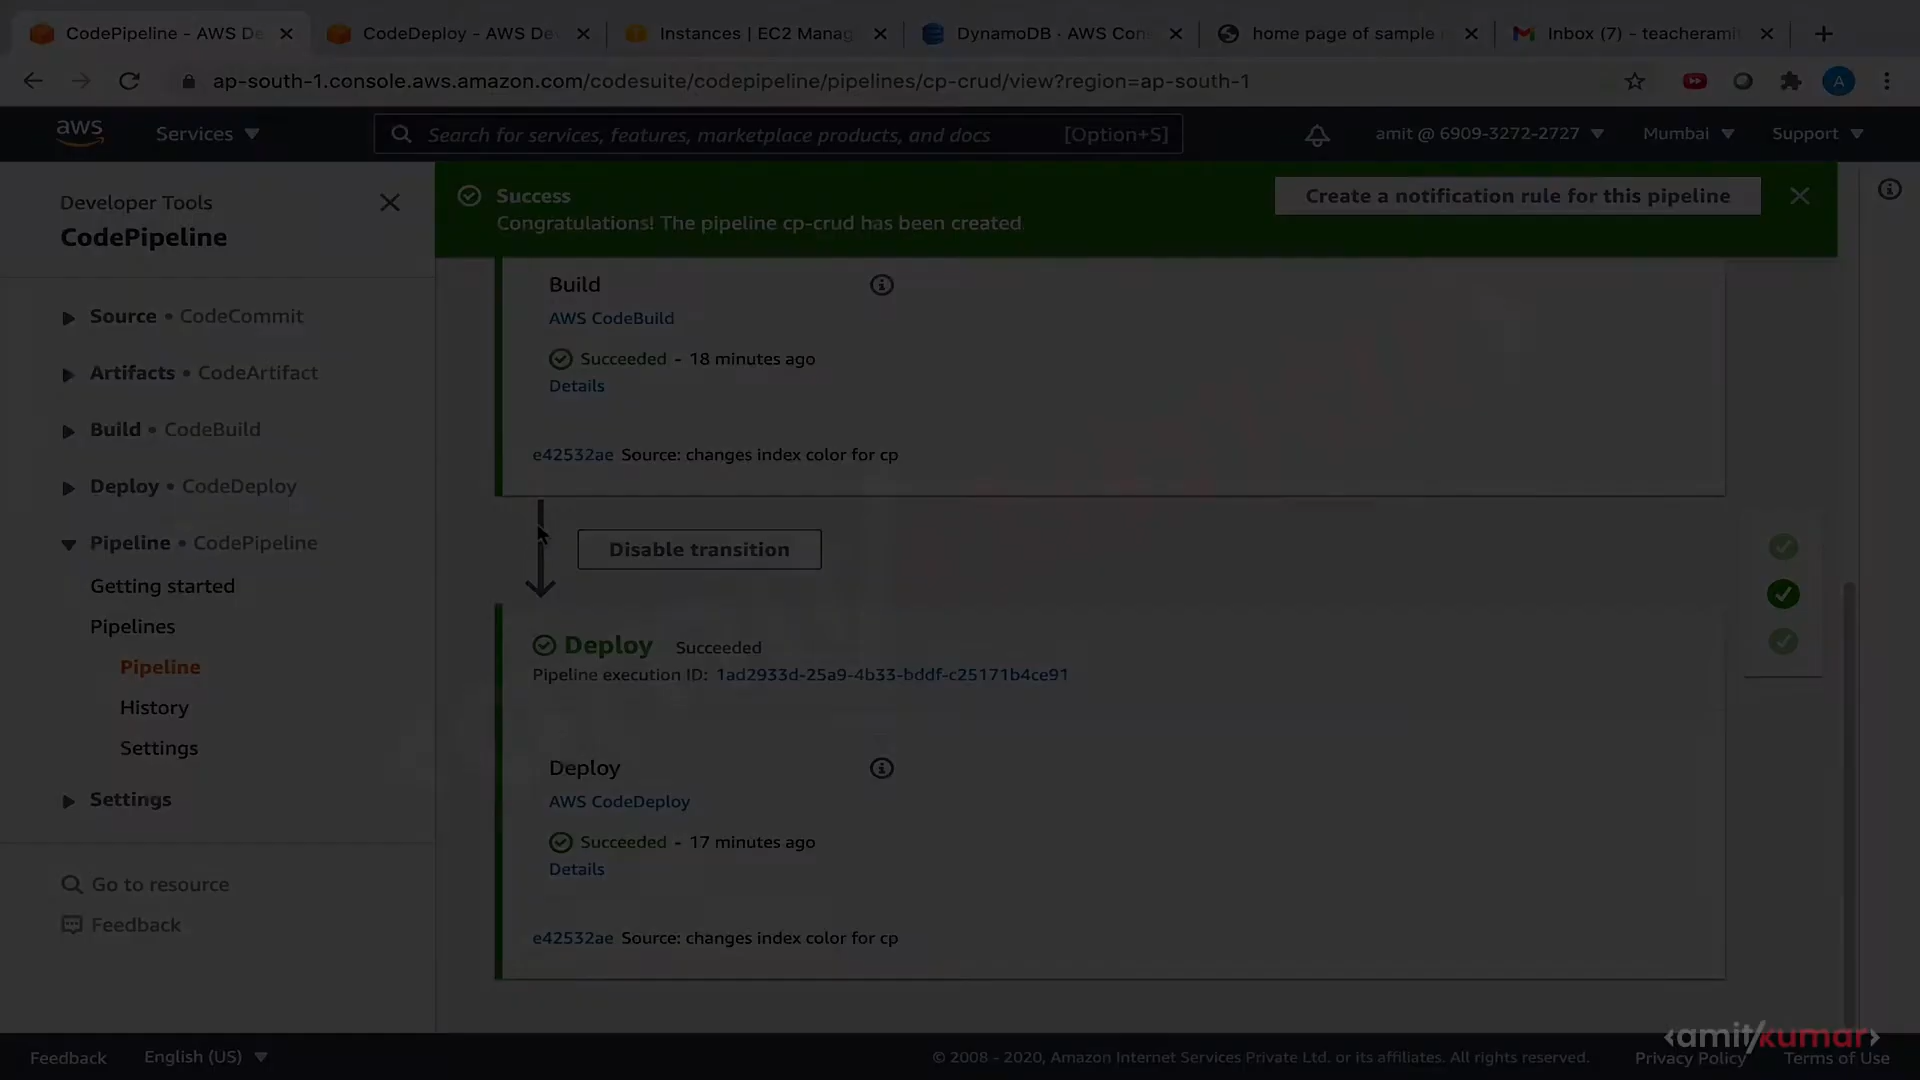 CodePipeline - AWS De
CodeDeploy - AWS Dev
Instances | EC2 Manag
DynamoDB · AWS Cons
home page of sample
Inbox (7) - teacheramit
ap-south-1.console.aws.amazon.com/codesuite/codepipeline/pipelines/cp-crud/view?region=ap-south-1
A
aws
Services
Search for services, features, marketplace products, and docs
[Option+S]
amit @ 6909-3272-2727
Mumbai
Support
Developer Tools
CodePipeline
Success
Congratulations! The pipeline cp-crud has been created.
Create a notification rule for this pipeline
Source • CodeCommit
Artifacts • CodeArtifact
Build • CodeBuild
Deploy • CodeDeploy
Pipeline • CodePipeline
Getting started
Pipelines
Pipeline
History
Settings
Settings
Go to resource
Feedback
Build
AWS CodeBuild
Succeeded - 18 minutes ago
Details
e42532ae Source: changes index color for cp
Disable transition
Deploy Succeeded
Pipeline execution ID: 1ad2933d-25a9-4b33-bddf-c25171b4ce91
Deploy
AWS CodeDeploy
Succeeded - 17 minutes ago
Details
e42532ae Source: changes index color for cp
<amit/kumar>
Feedback
English (US)
© 2008 - 2020, Amazon Internet Services Private Ltd. or its affiliates. All rights reserved.
Privacy Policy
Terms of Use